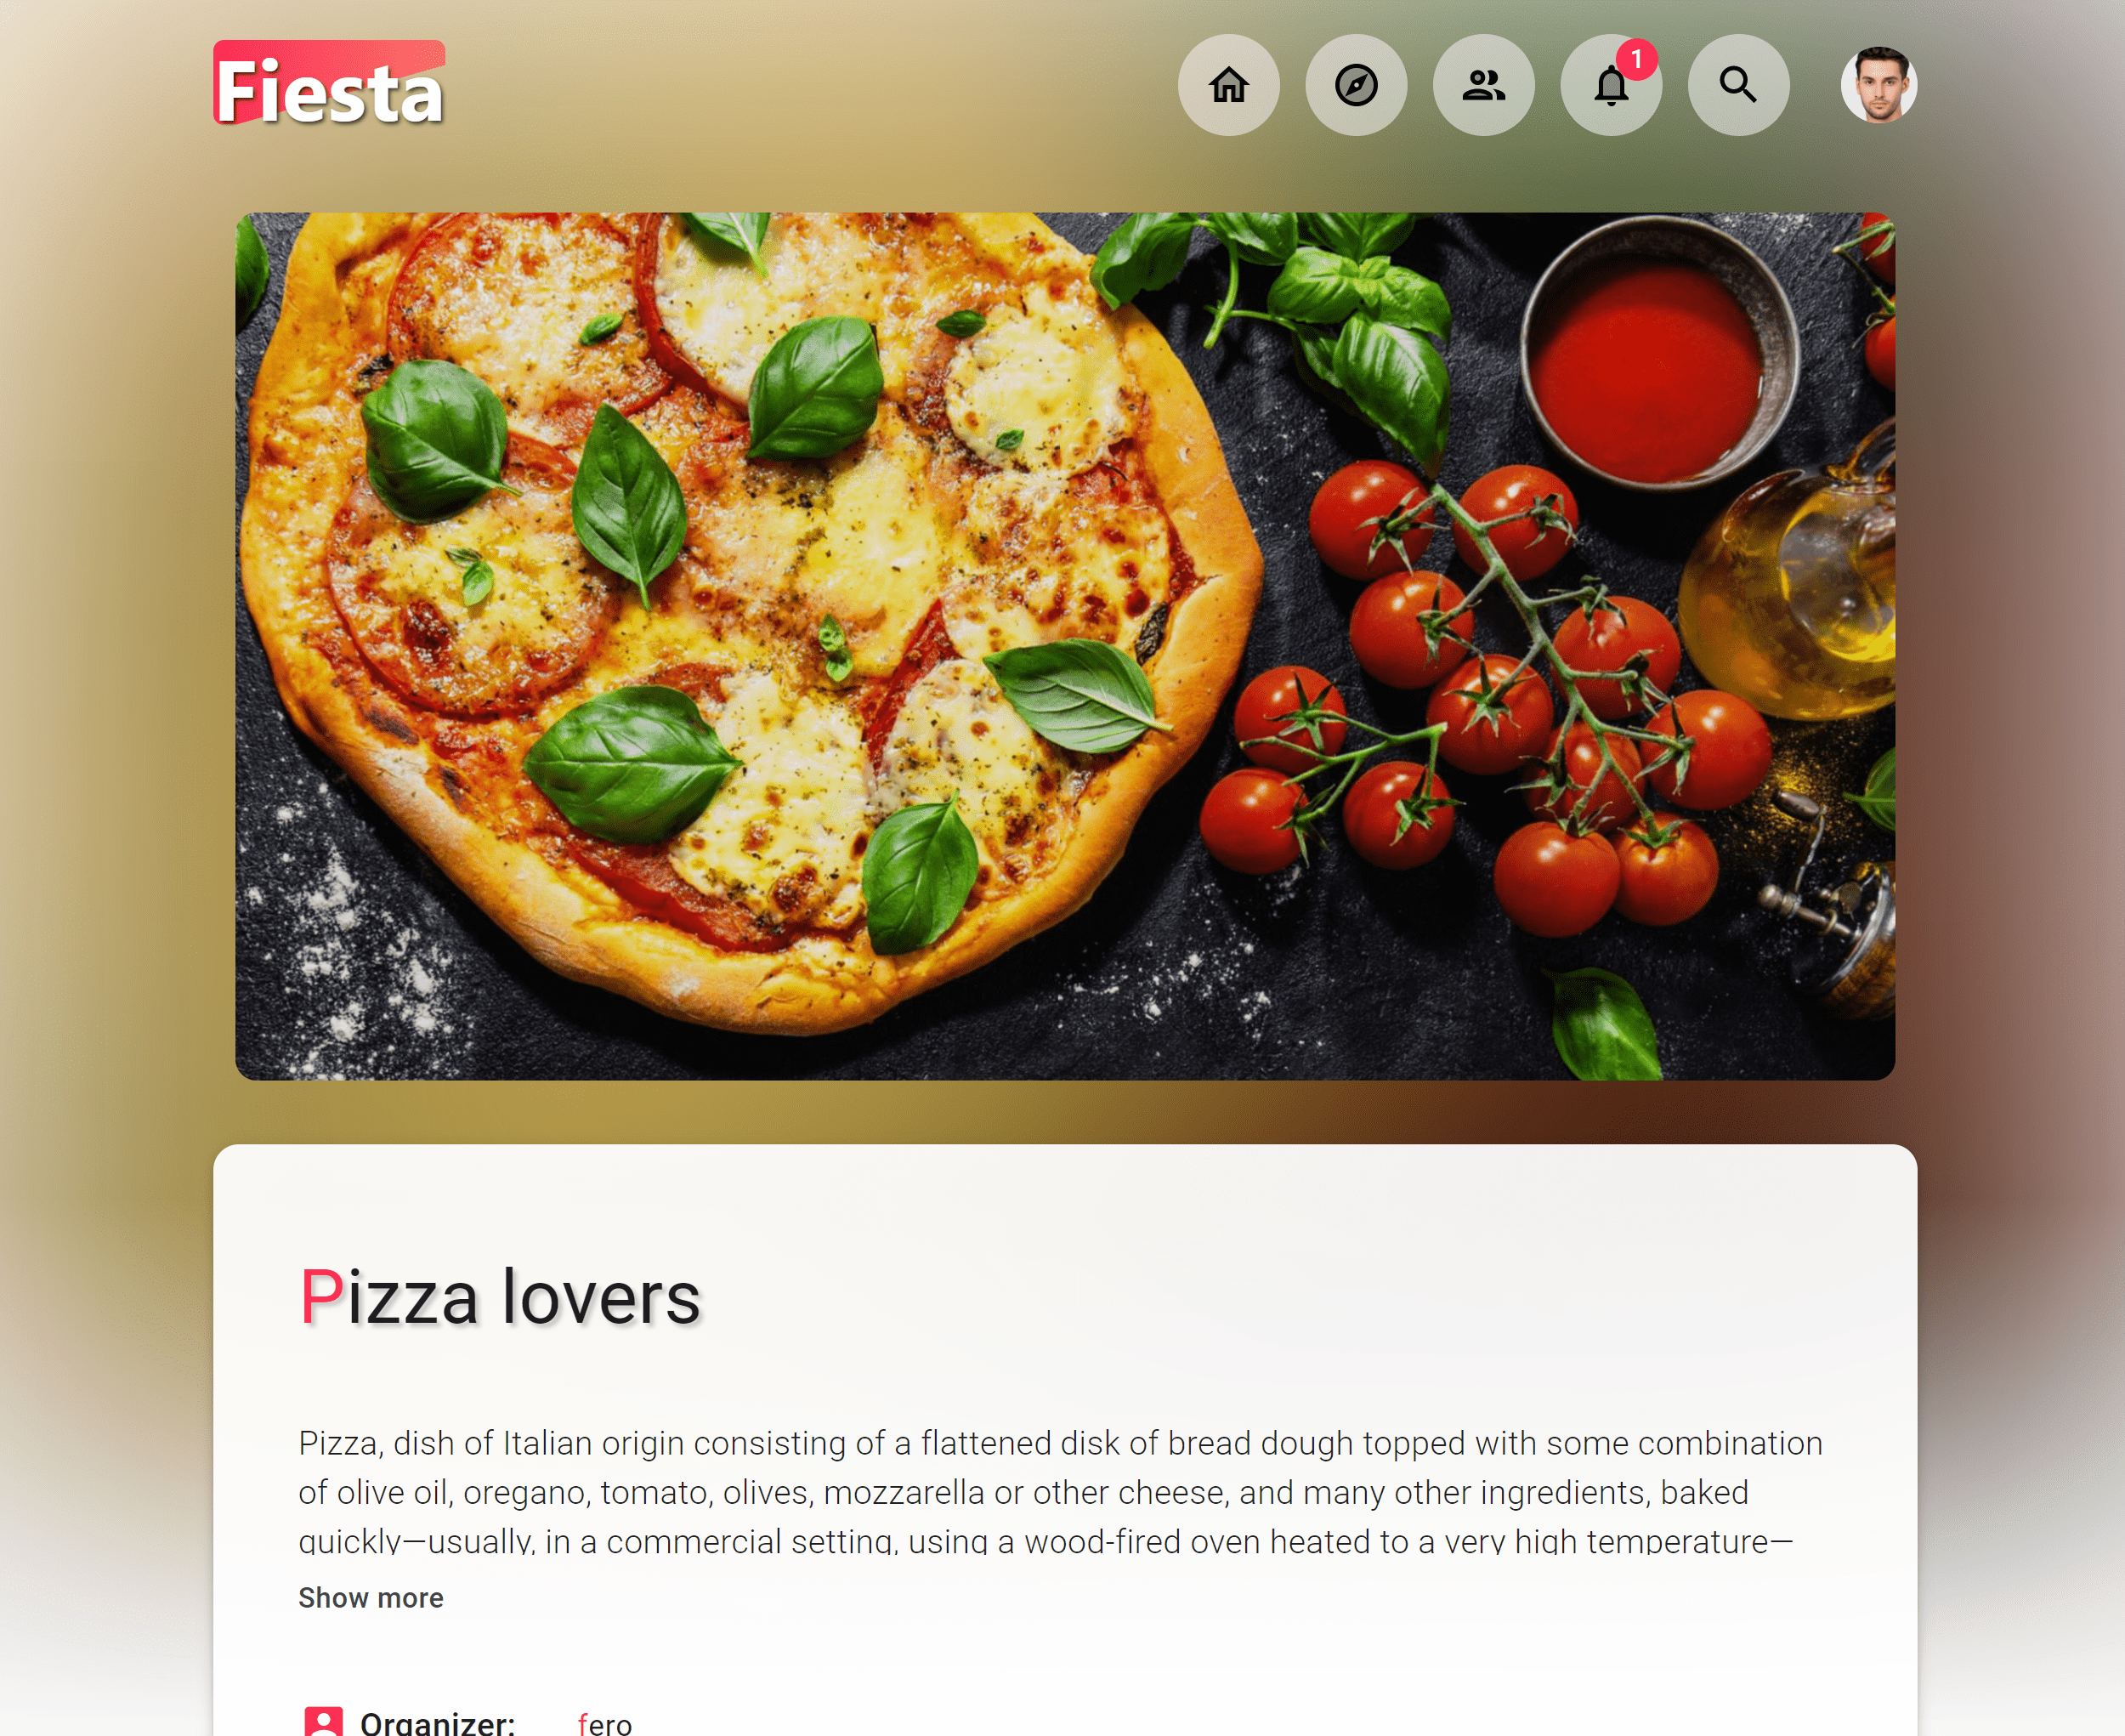 Fiesta
1
Pizza lovers
Pizza, dish of Italian origin consisting of a flattened disk of bread dough topped with some combination
of olive oil, oregano, tomato, olives, mozzarella or other cheese, and many other ingredients, baked
quickly—usually, in a commercial setting, using a wood-fired oven heated to a very high temperature—
Show more
Organizer: fero